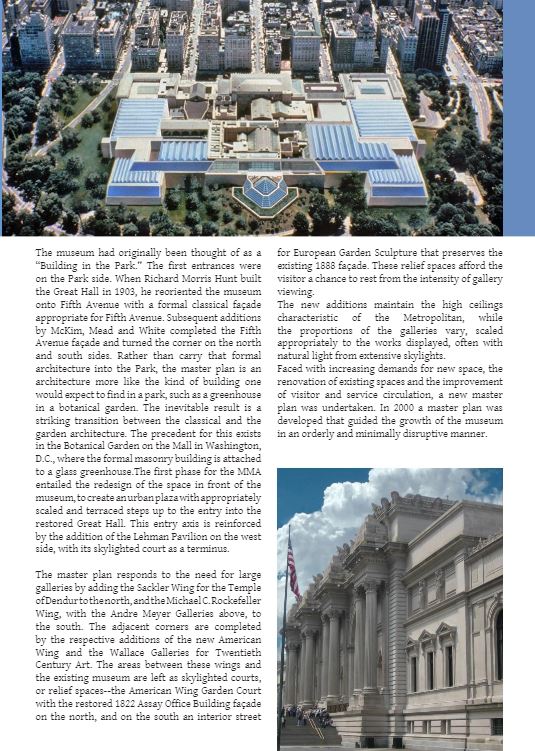 The museum had originally been thought of as a
“Building in the Park.” The first entrances were
on the Park side. When Richard Morris Hunt built
the Great Hall in 1903, he reoriented the museum
onto Fifth Avenue with a formal classical façade
appropriate for Fifth Avenue. Subsequent additions
by McKim, Mead and White completed the Fifth
Avenue façade and turned the corner on the north
and south sides. Rather than carry that formal
architecture into the Park, the master plan is an
architecture more like the kind of building one
would expect to find in a park, such as a greenhouse
in a botanical garden. The inevitable result is a
striking transition between the classical and the
garden architecture. The precedent for this exists
in the Botanical Garden on the Mall in Washington,
D.C., where the formal masonry building is attached
to a glass greenhouse.The first phase for the MMA
entailed the redesign of the space in front of the
museum, to create an urban plaza with appropriately
scaled and terraced steps up to the entry into the
restored Great Hall. This entry axis is reinforced
by the addition of the Lehman Pavilion on the west
side, with its skylighted court as a terminus.
The master plan responds to the need for large
galleries by adding the Sackler Wing for the Temple
of Dendur to the north, and the Michael C. Rockefeller
Wing, with the Andre Meyer Galleries above, to
the south. The adjacent corners are completed
by the respective additions of the new American
Wing and the Wallace Galleries for Twentieth
Century Art. The areas between these wings and
the existing museum are left as skylighted courts,
or relief spaces--the American Wing Garden Court
with the restored 1822 Assay Office Building façade
on the north, and on the south an interior street
for European Garden Sculpture that preserves the
existing 1888 façade. These relief spaces afford the
visitor a chance to rest from the intensity of gallery
viewing.
The new additions maintain the high ceilings
characteristic of the Metropolitan, while
the proportions of the galleries vary, scaled
appropriately to the works displayed, often with
natural light from extensive skylights.
Faced with increasing demands for new space, the
renovation of existing spaces and the improvement
of visitor and service circulation, a new master
plan was undertaken. In 2000 a master plan was
developed that guided the growth of the museum
in an orderly and minimally disruptive manner.